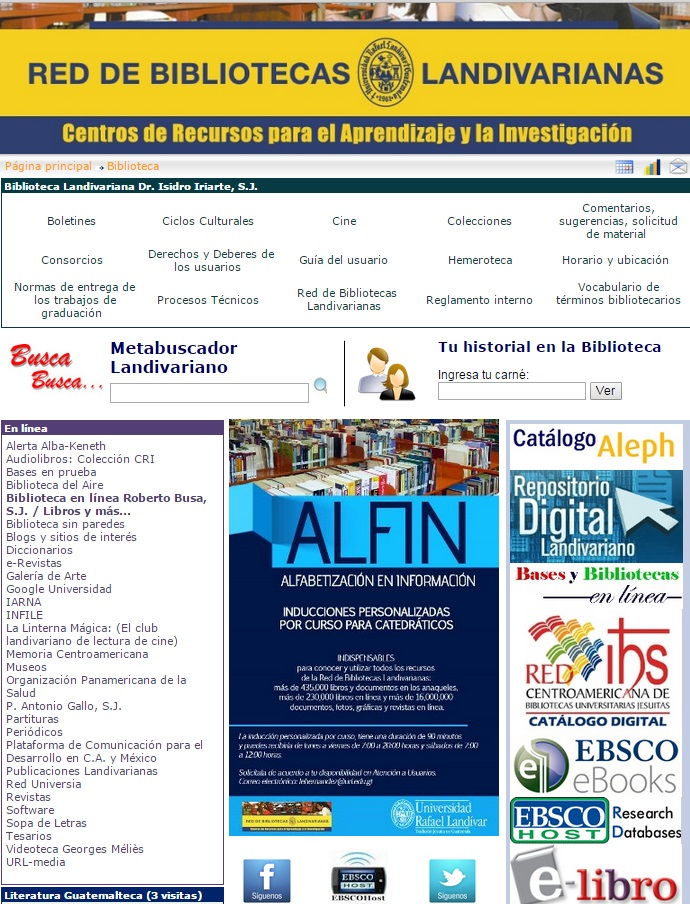 RED DE BIBLIOTECAS LANDIVARIANAS
Centros de Recursos para el Aprendizaje y la Investigación
Página principal Biblioteca
Biblioteca Landivariana Dr. Isidro Iriarte, S.J.
Boletines
Ciclos Culturales
Cine
Colecciones
Comentarios,
sugerencias, solicitud
de material
Consorcios
Derechos y Deberes de
los usuarios
Guía del usuario
Hemeroteca
Horario y ubicación
Normas de entrega de
los trabajos de
graduación
Procesos Técnicos
Red de Bibliotecas
Landivarianas
Reglamento interno
Vocabulario de
términos bibliotecarios
Busca
Busca...
Metabuscador
Landivariano
Tu historial en la Biblioteca
Ingresa tu carné:
Ver
En línea
Alerta Alba-Keneth
Audiolibros: Colección CRI
Bases en prueba
Biblioteca del Aire
Biblioteca en línea Roberto Busa,
S.J. / Libros y más...
Biblioteca sin paredes
Blogs y sitios de interés
Diccionarios
e-Revistas
Galería de Arte
Google Universidad
IARNA
INFILE
La Linterna Mágica: (El club
landivariano de lectura de cine)
Memoria Centroamericana
Museos
Organización Panamericana de la
Salud
P. Antonio Gallo, S.J.
Partituras
Periódicos
Plataforma de Comunicación para el
Desarrollo en C.A. y México
Publicaciones Landivarianas
Red Universia
Revistas
Software
Sopa de Letras
Tesarios
Videoteca Georges Méliès
URL-media
Literatura Guatemalteca (3 visitas)
ALFIN
ALFABETIZACIÓN EN INFORMACIÓN
INDUCCIONES PERSONALIZADAS
POR CURSO PARA CATEDRÁTICOS
INDISPENSABLES
para conocer y utilizar todos los recursos
de la Red de Bibliotecas Landivarianas:
más de 435,000 libros y documentos en los anaqueles,
más de 230,000 libros en línea y más de 16,000,000
documentos, fotos, gráficas y revistas en línea.
La inducción personalizada por curso, tiene una duración de 90 minutos
y puedes recibirla de lunes a viernes de 7:00 a 20:00 horas y sábados de 7:00
a 12:00 horas.
Solicítala de acuerdo a tu disponibilidad en Atención a Usuarios.
RED DE BIBLIOTECAS LANDIVARIANAS
Universidad
Rafael Landívar
Tradición Jesuita en Guatemala
Síguenos
EBSCO
HOST
EBSCOHost
Síguenos
Catálogo Aleph
Repositorio
Digital
Landivariano
Bases y Bibliotecas
en línea
RED ihs
CENTROAMERICANA DE
BIBLIOTECAS UNIVERSITARIAS JESUITAS
CATÁLOGO DIGITAL
EBSCO
eBooks
EBSCO
HOST
Research
Databases
e-libro